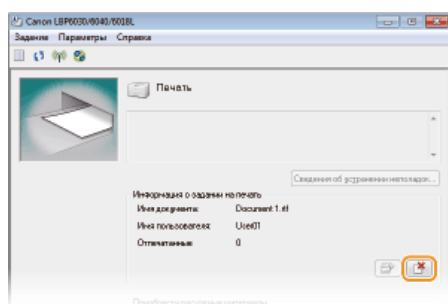 Canon LBP6030/6040/6018L
Задание Параметры Справка
Печать
Сведения об устранении неполадок...
Информация о задании на печать
Имя документа: Document 1.rtf
Имя пользователя: User01
Отпечатанные: 0